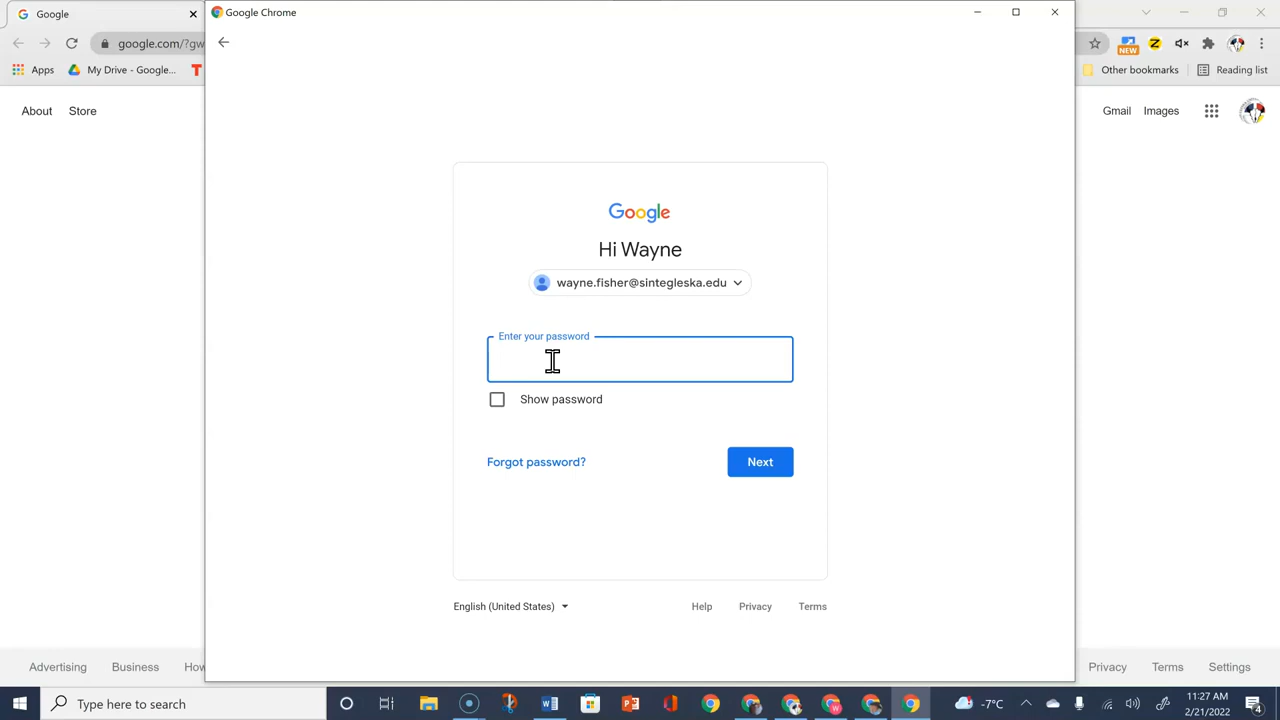 Google
Google Chrome
google.com/?gw
NEW
Apps
My Drive - Google...
Other bookmarks
Reading list
About
Store
Gmail
Images
Google
Hi Wayne
wayne.fisher@sintegleska.edu
Enter your password
Show password
Forgot password?
Next
English (United States)
Help
Privacy
Terms
Advertising
Business
How
Privacy
Terms
Settings
Type here to search
-7°C
11:27 AM
2/21/2022